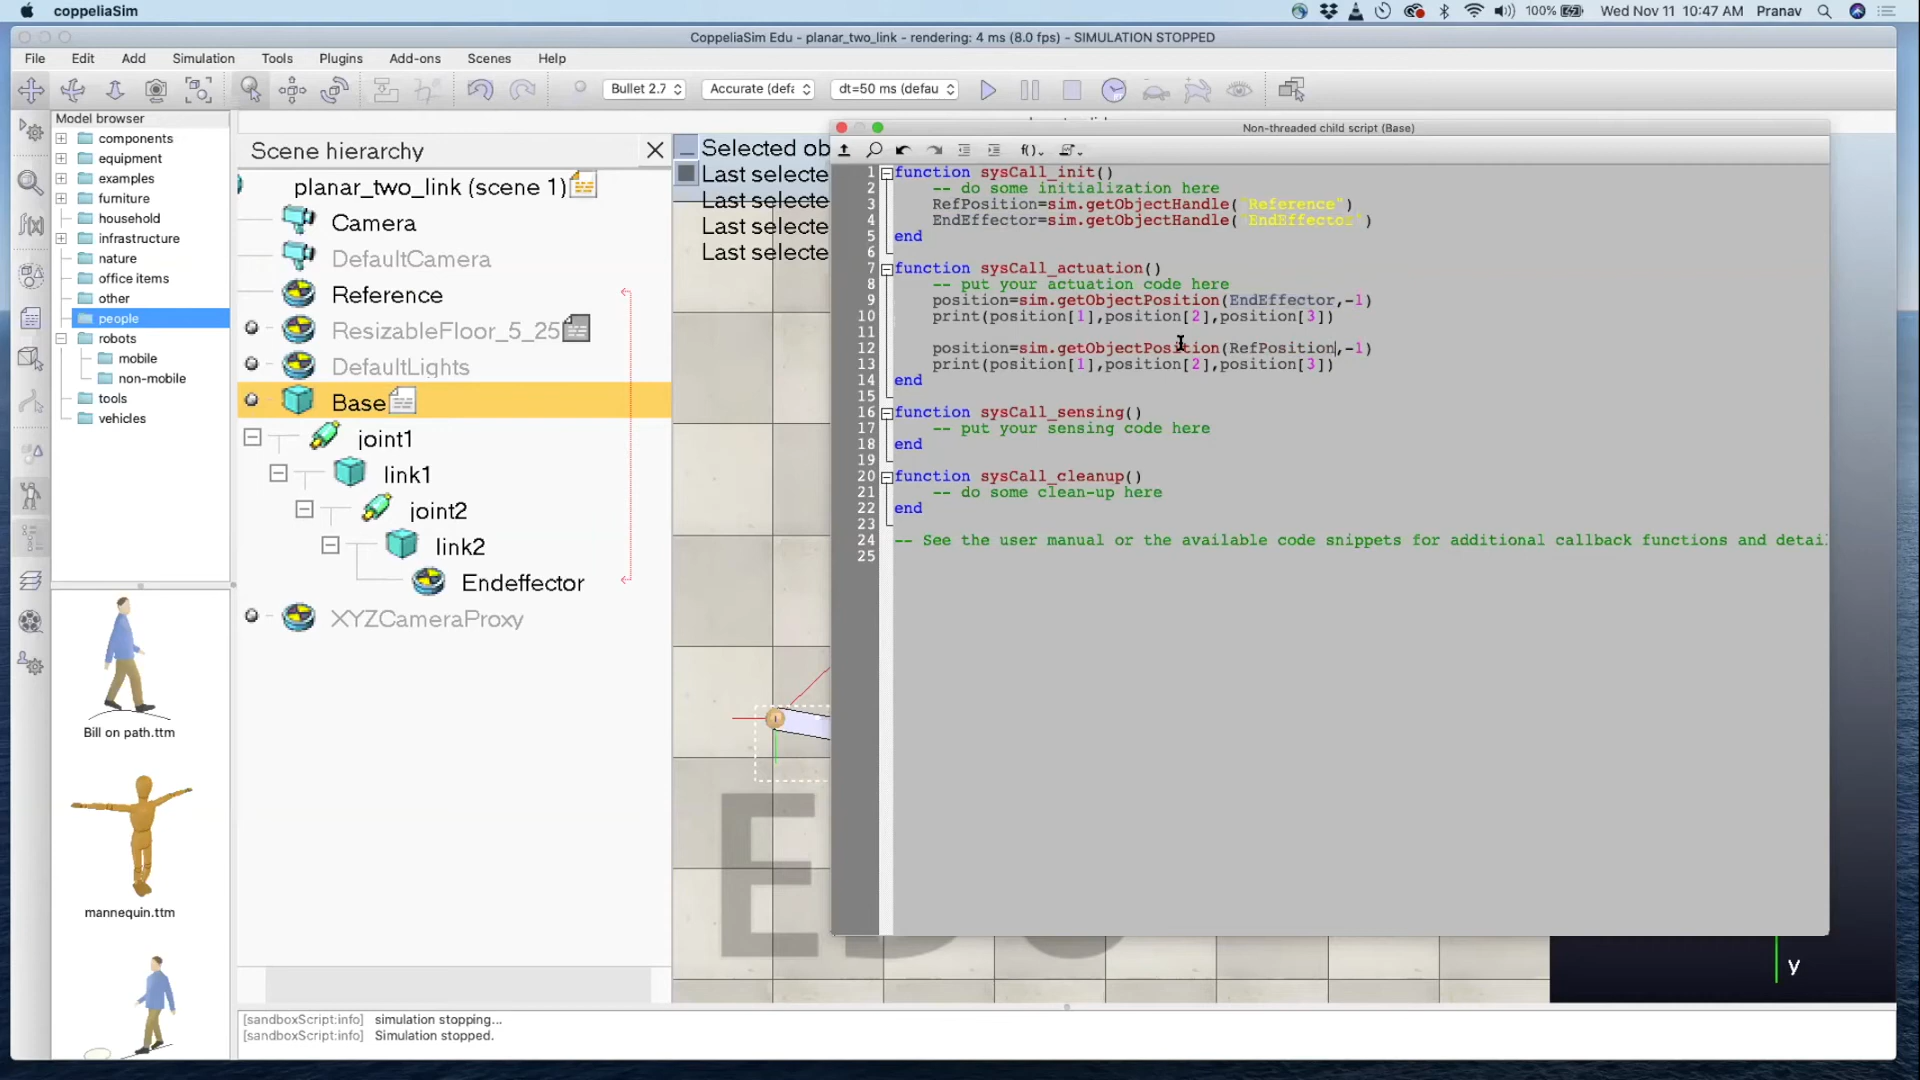 coppeliaSim
100%
Wed Nov 11 10:47 AM
Pranav
CoppeliaSim Edu - planar_two_link - rendering: 4 ms (8.0 fps) - SIMULATION STOPPED
File Edit Add Simulation Tools Plugins Add-ons Scenes Help
Bullet 2.7
Accurate (defa
dt=50 ms (defau
Model browser
components
equipment
examples
furniture
household
infrastructure
nature
office items
other
people
robots
mobile
non-mobile
tools
vehicles
Bill on path.ttm
mannequin.ttm
Scene hierarchy
planar_two_link (scene 1)
Camera
DefaultCamera
Reference
ResizableFloor_5_25
DefaultLights
Base
joint1
link1
joint2
link2
Endeffector
XYZCameraProxy
Selected ob
Last selecte
Last selecte
Last selecte
Last selecte
Non-threaded child script (Base)
f()
1 function sysCall_init()
2 -- do some initialization here
3 RefPosition=sim.getObjectHandle("Reference")
4 EndEffector=sim.getObjectHandle("EndEffector")
5 end
6
7 function sysCall_actuation()
8 -- put your actuation code here
9 position=sim.getObjectPosition(EndEffector,-1)
10 print(position[1],position[2],position[3])
11
12 position=sim.getObjectPosition(RefPosition,-1)
13 print(position[1],position[2],position[3])
14 end
15
16 function sysCall_sensing()
17 -- put your sensing code here
18 end
19
20 function sysCall_cleanup()
21 -- do some clean-up here
22 end
23
24 -- See the user manual or the available code snippets for additional callback functions and detai
25
y
[sandboxScript:info] simulation stopping...
[sandboxScript:info] Simulation stopped.